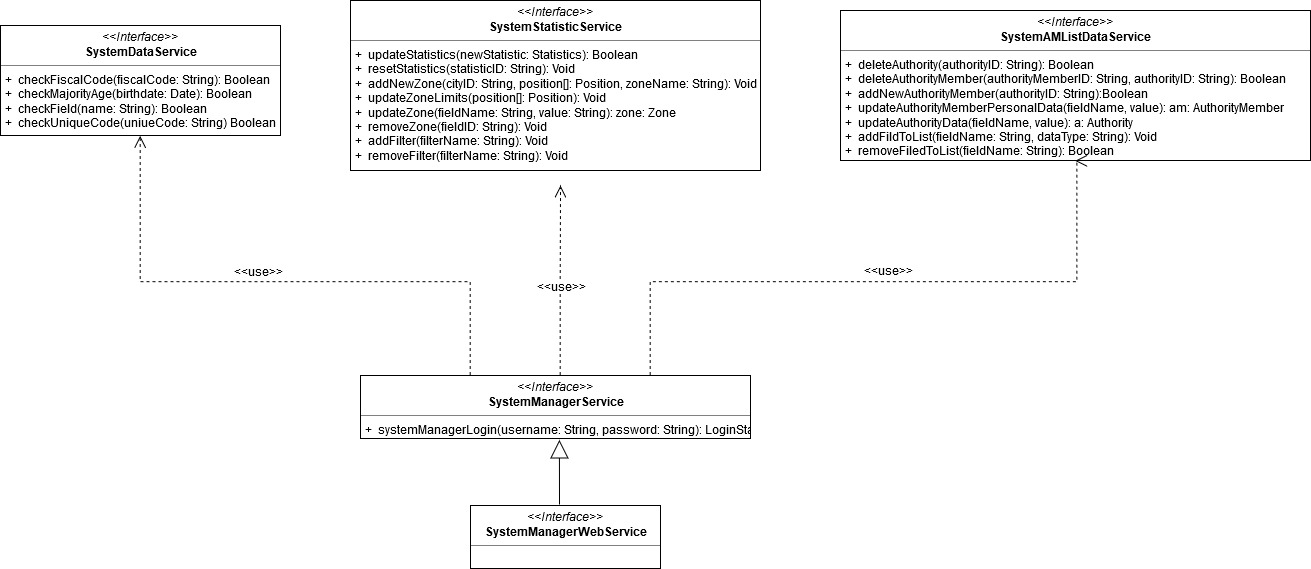 <<Interface>>
SystemDataService
+ checkFiscalCode(fiscalCode: String): Boolean
+ checkMajorityAge(birthdate: Date): Boolean
+ checkField(name: String): Boolean
+ checkUniqueCode(uniueCode: String) Boolean
<<Interface>>
SystemStatisticService
+ updateStatistics(newStatistic: Statistics): Boolean
+ resetStatistics(statisticID: String): Void
+ addNewZone(cityID: String, position[]: Position, zoneName: String): Void
+ updateZoneLimits(position[]: Position): Void
+ updateZone(fieldName: String, value: String): zone: Zone
+ removeZone(fieldID: String): Void
+ addFilter(filterName: String): Void
+ removeFilter(filterName: String): Void
<<Interface>>
SystemAMListDataService
+ deleteAuthority(authorityID: String): Boolean
+ deleteAuthorityMember(authorityMemberID: String, authorityID: String): Boolean
+ addNewAuthorityMember(authorityID: String):Boolean
+ updateAuthorityMemberPersonalData(fieldName, value): am: AuthorityMember
+ updateAuthorityData(fieldName, value): a: Authority
+ addFildToList(fieldName: String, dataType: String): Void
+ removeFiledToList(fieldName: String): Boolean
<<use>>
<<use>>
<<use>>
<<Interface>>
SystemManagerService
+ systemManagerLogin(username: String, password: String): LoginSta
<<Interface>>
SystemManagerWebService